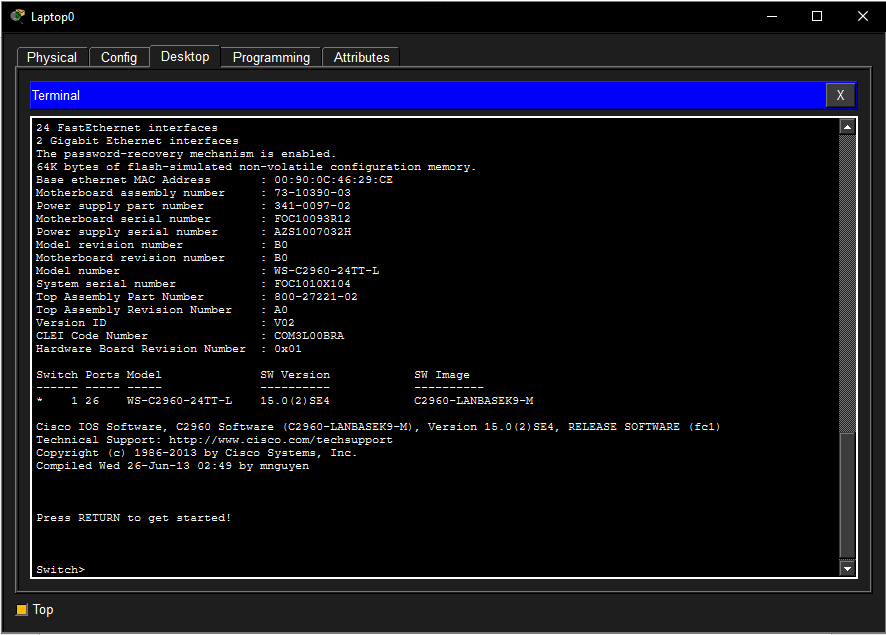 Laptop0
Physical Config Desktop Programming Attributes
Terminal X
24 FastEthernet interfaces
2 Gigabit Ethernet interfaces
The password-recovery mechanism is enabled.
64K bytes of flash-simulated non-volatile configuration memory.
Base ethernet MAC Address : 00:90:0C:46:29:CE
Motherboard assembly number : 73-10390-03
Power supply part number : 341-0097-02
Motherboard serial number : FOC10093R12
Power supply serial number : AZS1007032H
Model revision number : B0
Motherboard revision number : B0
Model number : WS-C2960-24TT-L
System serial number : FOC1010X104
Top Assembly Part Number : 800-27221-02
Top Assembly Revision Number : A0
Version ID : V02
CLEI Code Number : COM3L00BRA
Hardware Board Revision Number : 0x01
Switch Ports Model SW Version SW Image
------ ----- ----- ---------- ----------
* 1 26 WS-C2960-24TT-L 15.0(2)SE4 C2960-LANBASEK9-M
Cisco IOS Software, C2960 Software (C2960-LANBASEK9-M), Version 15.0(2)SE4, RELEASE SOFTWARE (fc1)
Technical Support: http://www.cisco.com/techsupport
Copyright (c) 1986-2013 by Cisco Systems, Inc.
Compiled Wed 26-Jun-13 02:49 by mnguyen
Press RETURN to get started!
Switch>
Top